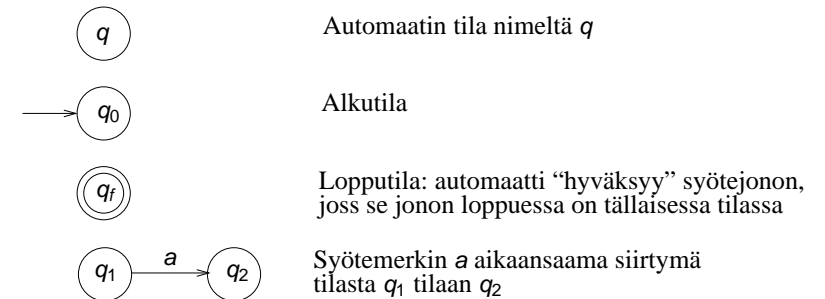 q Automaatin tila nimeltä q
q0 Alkutila
qf Lopputila: automaatti “hyväksyy” syötejonon,
joss se jonon loppuessa on tällaisessa tilassa
q1 a q2 Syötemerkin a aikaansaama siirtymä
tilasta q1 tilaan q2